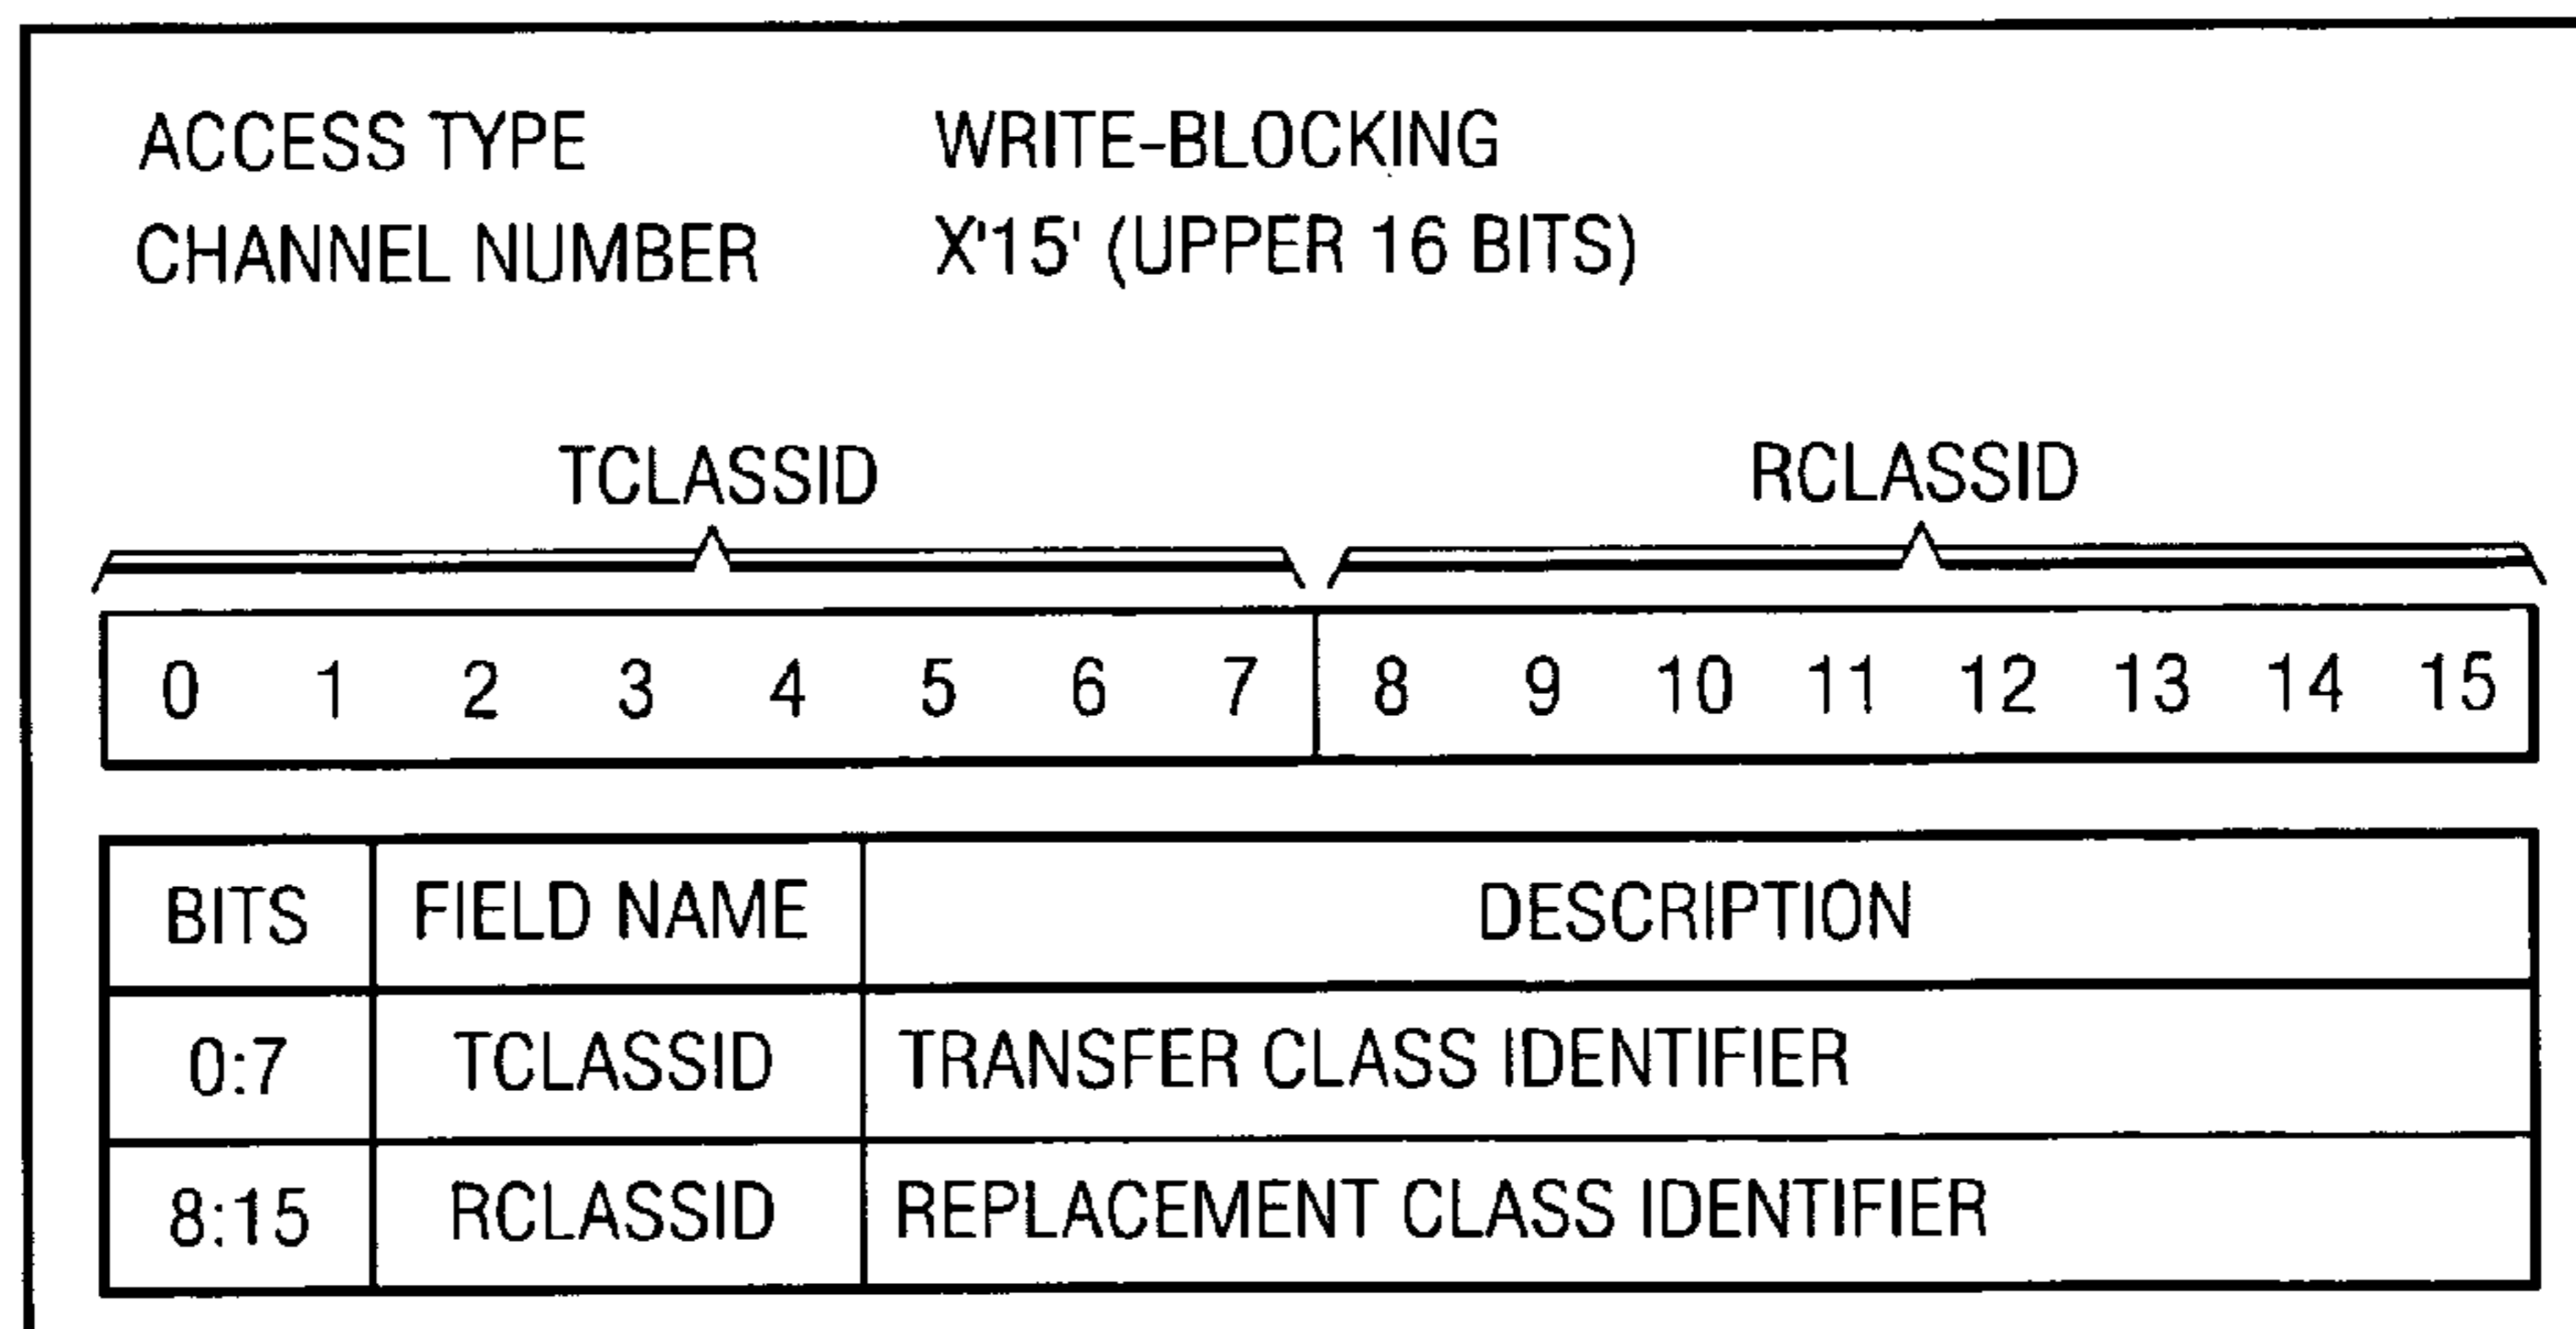 ACCESS TYPE WRITE-BLOCKING
CHANNEL NUMBER X'15' (UPPER 16 BITS)
TCLASSID RCLASSID
0 1 2 3 4 5 6 7 8 9 10 11 12 13 14 15
BITS FIELD NAME DESCRIPTION
0:7 TCLASSID TRANSFER CLASS IDENTIFIER
8:15 RCLASSID REPLACEMENT CLASS IDENTIFIER